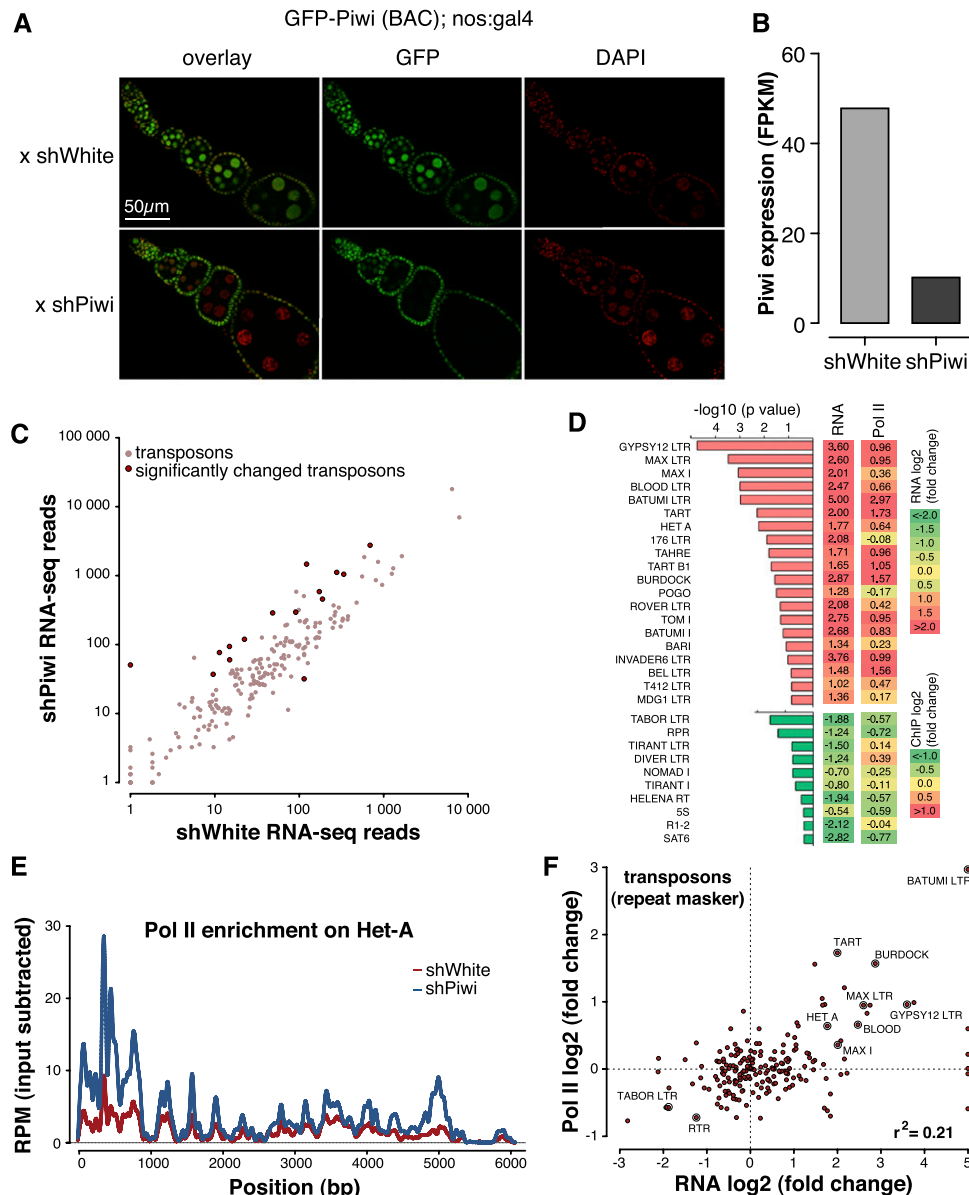 A
GFP-Piwi (BAC); nos:gal4
overlay
GFP
DAPI
x shWhite
50µm
x shPiwi
B
Piwi expression (FPKM)
60
40
20
0
shWhite
shPiwi
C
shPiwi RNA-seq reads
100 000
10 000
1 000
100
10
1
transposons
significantly changed transposons
1
10
100
1 000
10 000
shWhite RNA-seq reads
D
-log10 (p value)
4 3 2 1
RNA
Pol II
GYPSY12 LTR 3.60 0.96
MAX LTR 2.60 0.95
MAX I 2.01 0.36
BLOOD LTR 2.47 0.66
BATUMI LTR 5.00 2.97
TART 2.00 1.73
HET A 1.77 0.64
176 LTR 2.08 -0.08
TAHRE 1.71 0.96
TART B1 1.65 1.05
BURDOCK 2.87 1.57
POGO 1.28 -0.17
ROVER LTR 2.08 0.42
TOM I 2.75 0.95
BATUMI I 2.68 0.83
BARI 1.34 0.23
INVADER6 LTR 3.76 0.99
BEL LTR 1.48 1.56
T412 LTR 1.02 0.47
MDG1 LTR 1.36 0.17
TABOR LTR -1.88 -0.57
RPR -1.24 -0.72
TIRANT LTR -1.50 0.14
DIVER LTR -1.24 0.39
NOMAD I -0.70 -0.25
TIRANT I -0.80 -0.11
HELENA RT -1.94 -0.57
5S -0.54 -0.59
R1-2 -2.12 -0.04
SAT6 -2.82 -0.77
RNA log2
(fold change)
<-2.0
-1.5
-1.0
-0.5
0.0
0.5
1.0
1.5
>2.0
ChIP log2
(fold change)
<-1.0
-0.5
0.0
0.5
>1.0
E
Pol II enrichment on Het-A
RPM (input subtracted)
30
20
10
0
shWhite
shPiwi
0
1000
2000
3000
4000
5000
6000
Position (bp)
F
transposons
(repeat masker)
Pol II log2 (fold change)
3
2
1
0
-1
BATUMI LTR
TART
BURDOCK
MAX LTR
HET A
GYPSY12 LTR
BLOOD
MAX I
TABOR LTR
RTR
r²= 0.21
-3
-2
-1
0
1
2
3
4
5
RNA log2 (fold change)